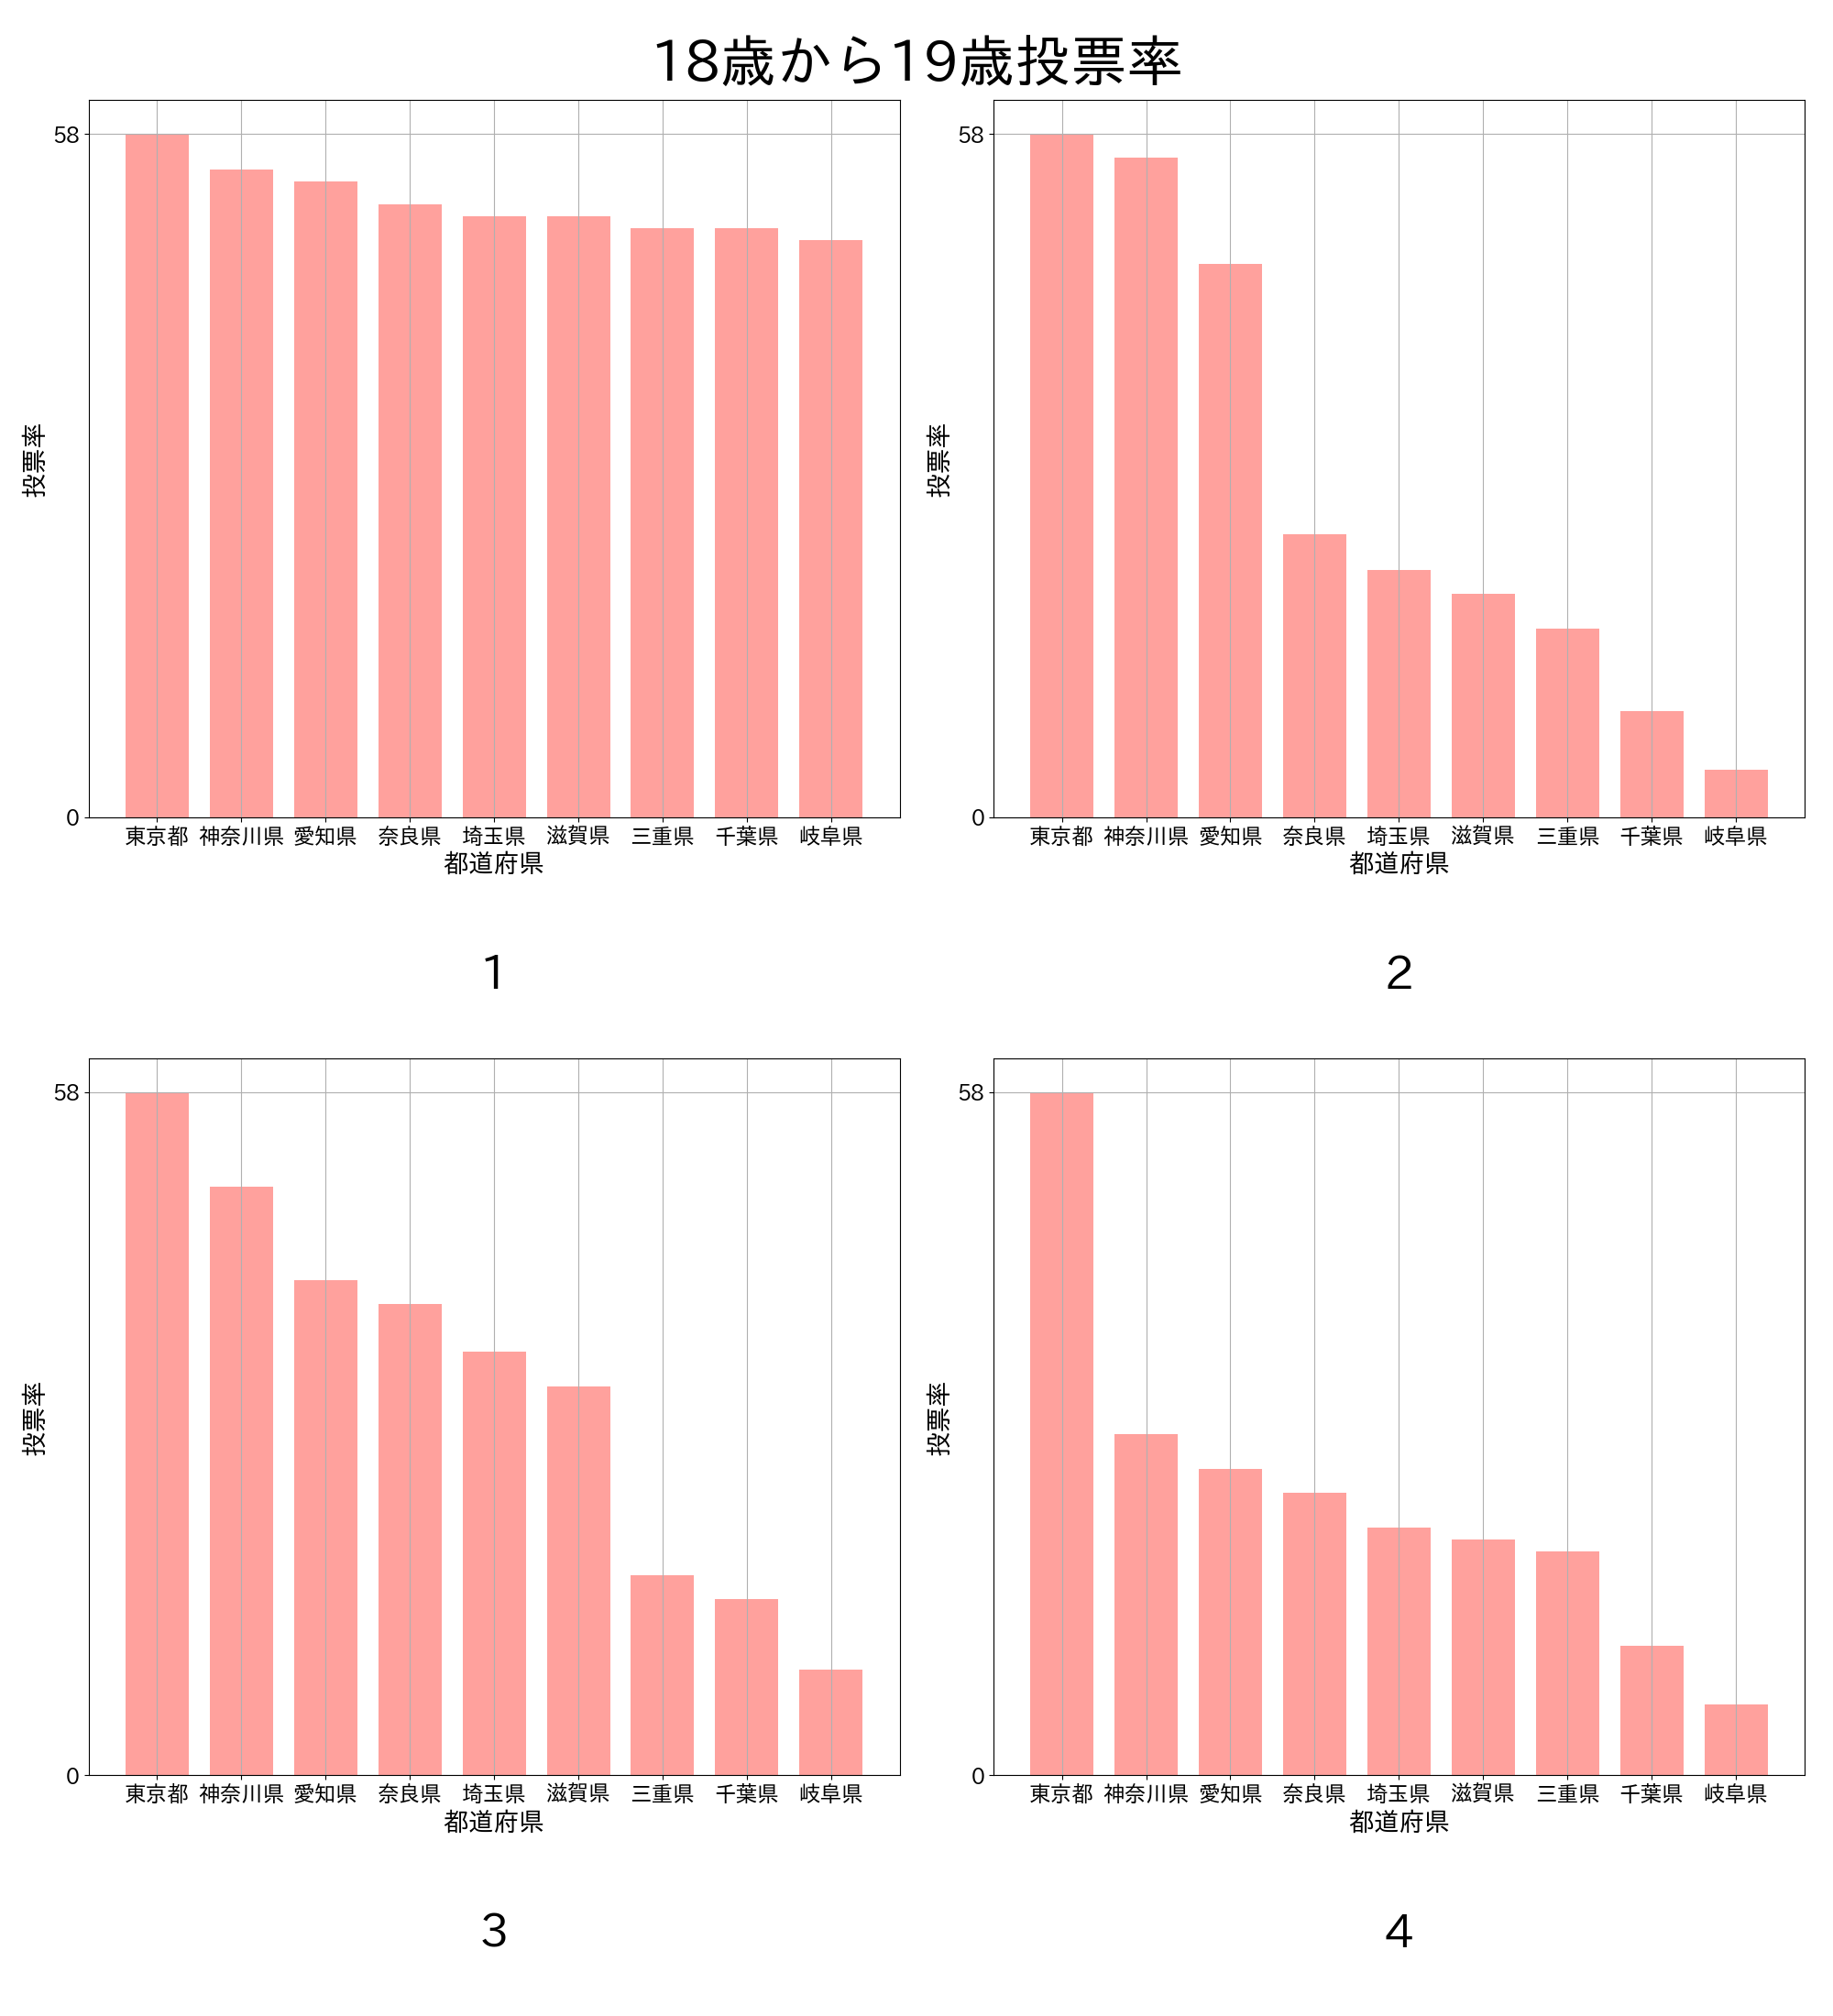 18歳から19歳投票率
58
0
投票率
東京都 神奈川県 愛知県 奈良県 埼玉県 滋賀県 三重県 千葉県 岐阜県
都道府県
1
58
0
投票率
東京都 神奈川県 愛知県 奈良県 埼玉県 滋賀県 三重県 千葉県 岐阜県
都道府県
2
58
0
投票率
東京都 神奈川県 愛知県 奈良県 埼玉県 滋賀県 三重県 千葉県 岐阜県
都道府県
3
58
0
投票率
東京都 神奈川県 愛知県 奈良県 埼玉県 滋賀県 三重県 千葉県 岐阜県
都道府県
4